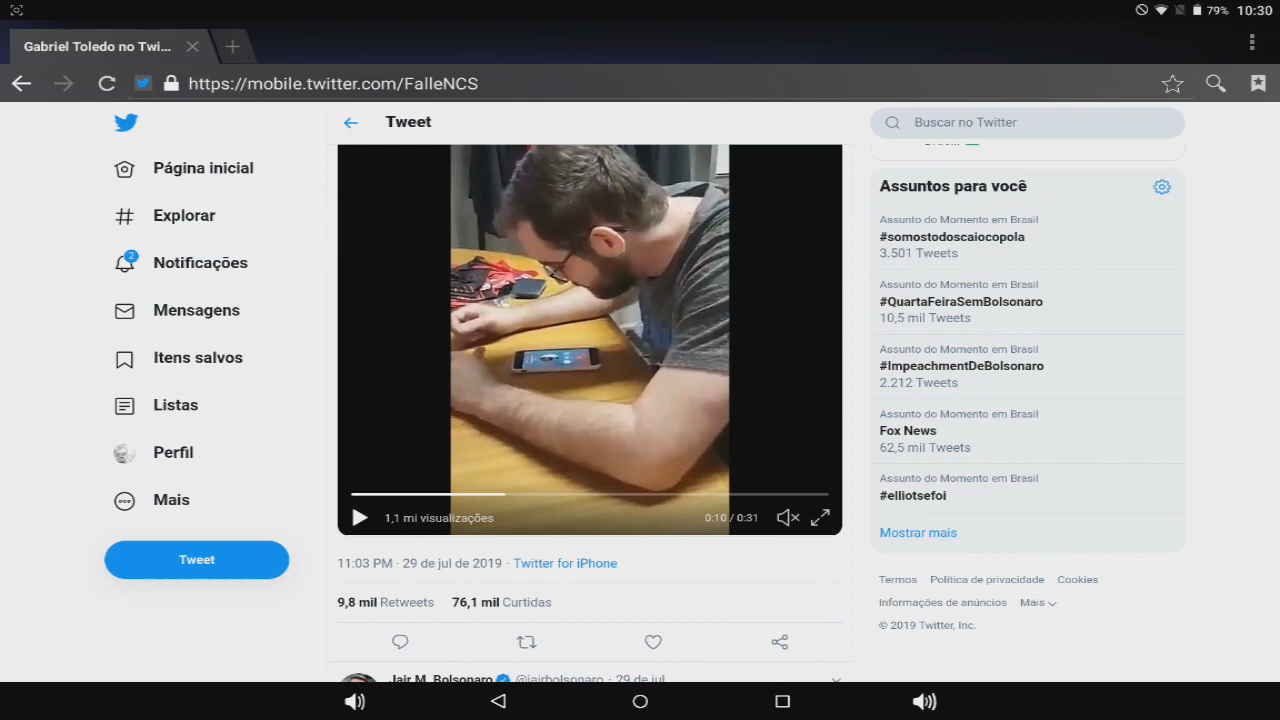 79% 10:30
Gabriel Toledo no Twi...
https://mobile.twitter.com/FalleNCS
Tweet
Buscar no Twitter
Página inicial
Explorar
2
Notificações
Mensagens
Itens salvos
Listas
Perfil
Mais
Tweet
1,1 mi visualizações
0:10 / 0:31
11:03 PM · 29 de jul de 2019 · Twitter for iPhone
9,8 mil Retweets 76,1 mil Curtidas
Jair M. Bolsonaro @jairbolsonaro · 29 de jul
Assuntos para você
Assunto do Momento em Brasil
#somostodoscaiocopola
3.501 Tweets
Assunto do Momento em Brasil
#QuartaFeiraSemBolsonaro
10,5 mil Tweets
Assunto do Momento em Brasil
#ImpeachmentDeBolsonaro
2.212 Tweets
Assunto do Momento em Brasil
Fox News
62,5 mil Tweets
Assunto do Momento em Brasil
#elliotsefoi
Mostrar mais
Termos Política de privacidade Cookies
Informações de anúncios Mais
© 2019 Twitter, Inc.